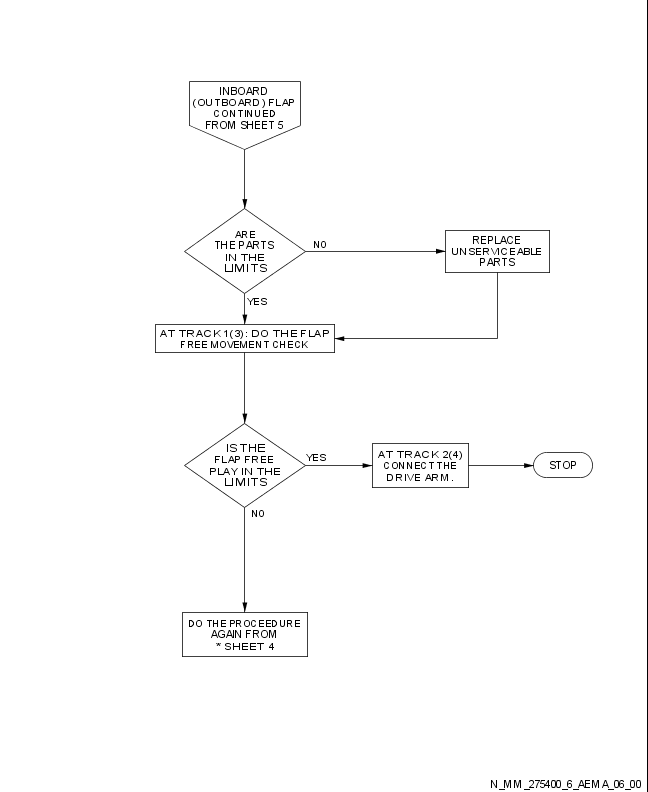 INBOARD
(OUTBOARD) FLAP
CONTINUED
FROM SHEET 5
ARE
THE PARTS
IN THE
LIMITS
NO
REPLACE
UNSERVICEABLE
PARTS
YES
AT TRACK 1(3): DO THE FLAP
FREE MOVEMENT CHECK
IS THE
FLAP FREE
PLAY IN THE
LIMITS
YES
AT TRACK 2(4)
CONNECT THE
DRIVE ARM.
STOP
NO
DO THE PROCEEDURE
AGAIN FROM
* SHEET 4
N_MM_275400_6_AEMA_06_00